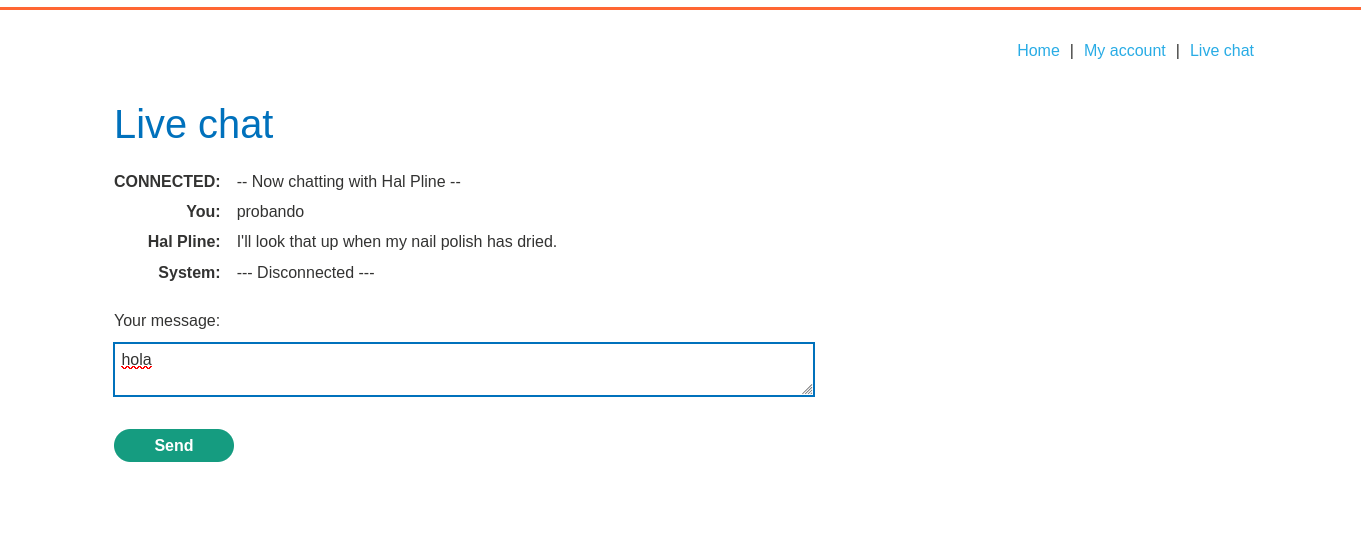 Home | My account | Live chat
Live chat
CONNECTED: -- Now chatting with Hal Pline --
You: probando
Hal Pline: I'll look that up when my nail polish has dried.
System: --- Disconnected ---
Your message:
hola
Send